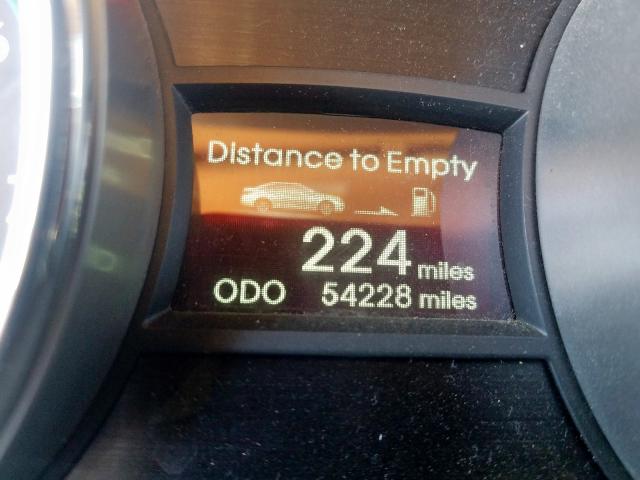 Distance to Empty
224 miles
ODO 54228 miles